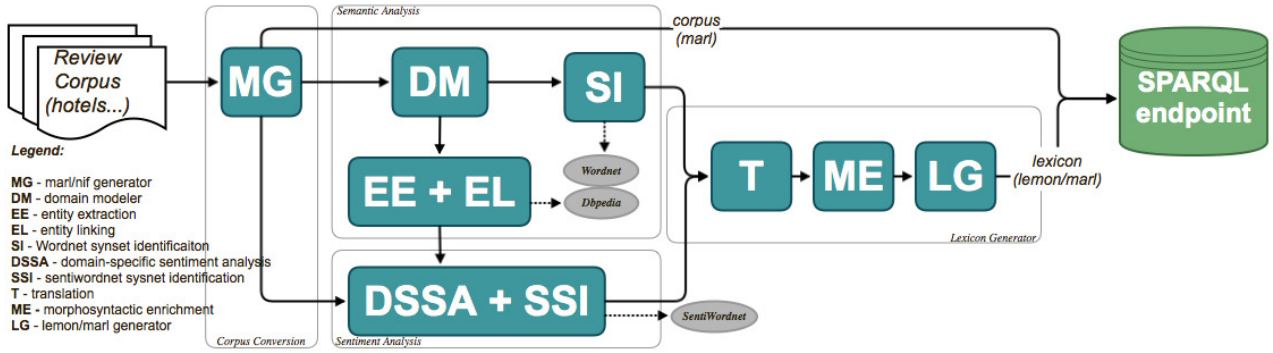 Review
Corpus
(hotels...)
Semantic Analysis
corpus
(marl)
MG
DM
SI
SPARQL
endpoint
Wordnet
Dbpedia
EE + EL
T
ME
LG
lexicon
(lemon/marl)
Lexicon Generator
DSSA + SSI
SentiWordnet
Corpus Conversion
Sentiment Analysis
Legend:
MG - marl/nif generator
DM - domain modeler
EE - entity extraction
EL - entity linking
SI - Wordnet synset identificaiton
DSSA - domain-specific sentiment analysis
SSI - sentiwordnet sysnet identification
T - translation
ME - morphosyntactic enrichment
LG - lemon/marl generator